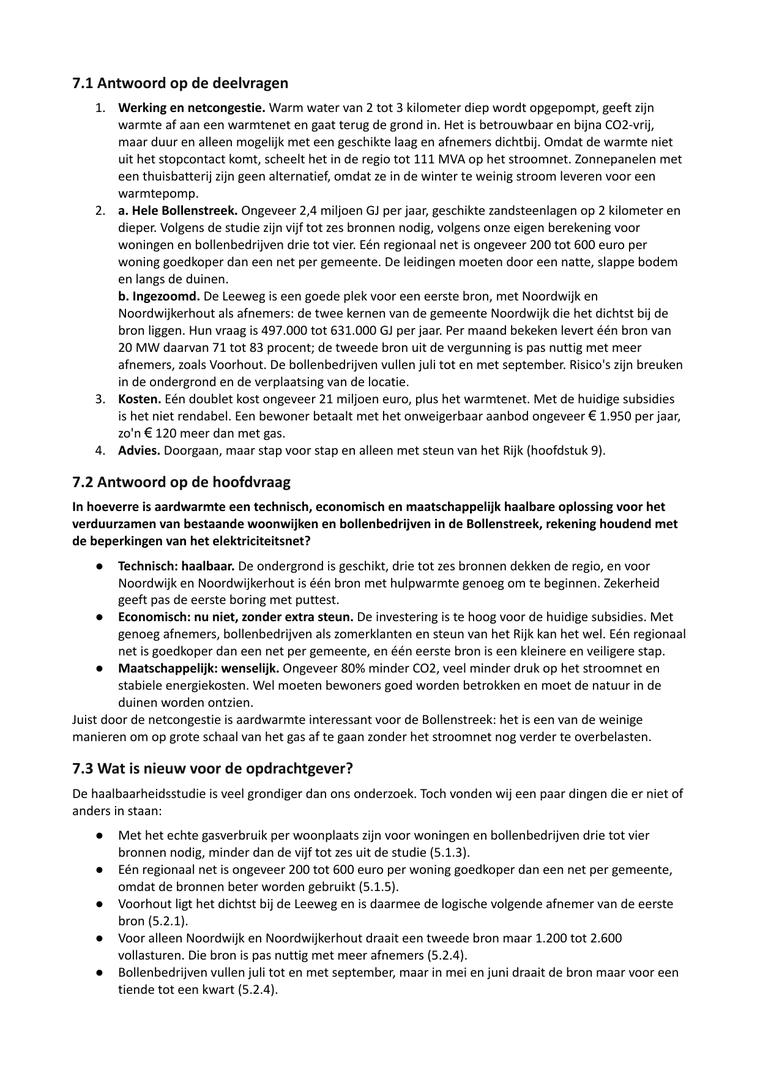 7.1 Antwoord op de deelvragen
1. Werking en netcongestie. Warm water van 2 tot 3 kilometer diep wordt opgepompt, geeft zijn
warmte af aan een warmtenet en gaat terug de grond in. Het is betrouwbaar en bijna CO2-vrij,
maar duur en alleen mogelijk met een geschikte laag en afnemers dichtbij. Omdat de warmte niet
uit het stopcontact komt, scheelt het in de regio tot 111 MVA op het stroomnet. Zonnepanelen met
een thuisbatterij zijn geen alternatief, omdat ze in de winter te weinig stroom leveren voor een
warmtepomp.
2. a. Hele Bollenstreek. Ongeveer 2,4 miljoen GJ per jaar, geschikte zandsteenlagen op 2 kilometer en
dieper. Volgens de studie zijn vijf tot zes bronnen nodig, volgens onze eigen berekening voor
woningen en bollenbedrijven drie tot vier. Eén regionaal net is ongeveer 200 tot 600 euro per
woning goedkoper dan een net per gemeente. De leidingen moeten door een natte, slappe bodem
en langs de duinen.
b. Ingezoomd. De Leeweg is een goede plek voor een eerste bron, met Noordwijk en
Noordwijkerhout als afnemers: de twee kernen van de gemeente Noordwijk die het dichtst bij de
bron liggen. Hun vraag is 497.000 tot 631.000 GJ per jaar. Per maand bekeken levert één bron van
20 MW daarvan 71 tot 83 procent; de tweede bron uit de vergunning is pas nuttig met meer
afnemers, zoals Voorhout. De bollenbedrijven vullen juli tot en met september. Risico's zijn breuken
in de ondergrond en de verplaatsing van de locatie.
3. Kosten. Eén doublet kost ongeveer 21 miljoen euro, plus het warmtenet. Met de huidige subsidies
is het niet rendabel. Een bewoner betaalt met het onweigerbaar aanbod ongeveer € 1.950 per jaar,
zo'n € 120 meer dan met gas.
4. Advies. Doorgaan, maar stap voor stap en alleen met steun van het Rijk (hoofdstuk 9).
7.2 Antwoord op de hoofdvraag
In hoeverre is aardwarmte een technisch, economisch en maatschappelijk haalbare oplossing voor het
verduurzamen van bestaande woonwijken en bollenbedrijven in de Bollenstreek, rekening houdend met
de beperkingen van het elektriciteitsnet?
● Technisch: haalbaar. De ondergrond is geschikt, drie tot zes bronnen dekken de regio, en voor
Noordwijk en Noordwijkerhout is één bron met hulpwarmte genoeg om te beginnen. Zekerheid
geeft pas de eerste boring met puttest.
● Economisch: nu niet, zonder extra steun. De investering is te hoog voor de huidige subsidies. Met
genoeg afnemers, bollenbedrijven als zomerklanten en steun van het Rijk kan het wel. Eén regionaal
net is goedkoper dan een net per gemeente, en één eerste bron is een kleinere en veiligere stap.
● Maatschappelijk: wenselijk. Ongeveer 80% minder CO2, veel minder druk op het stroomnet en
stabiele energiekosten. Wel moeten bewoners goed worden betrokken en moet de natuur in de
duinen worden ontzien.
Juist door de netcongestie is aardwarmte interessant voor de Bollenstreek: het is een van de weinige
manieren om op grote schaal van het gas af te gaan zonder het stroomnet nog verder te overbelasten.
7.3 Wat is nieuw voor de opdrachtgever?
De haalbaarheidsstudie is veel grondiger dan ons onderzoek. Toch vonden wij een paar dingen die er niet of
anders in staan:
● Met het echte gasverbruik per woonplaats zijn voor woningen en bollenbedrijven drie tot vier
bronnen nodig, minder dan de vijf tot zes uit de studie (5.1.3).
● Eén regionaal net is ongeveer 200 tot 600 euro per woning goedkoper dan een net per gemeente,
omdat de bronnen beter worden gebruikt (5.1.5).
● Voorhout ligt het dichtst bij de Leeweg en is daarmee de logische volgende afnemer van de eerste
bron (5.2.1).
● Voor alleen Noordwijk en Noordwijkerhout draait een tweede bron maar 1.200 tot 2.600
vollasturen. Die bron is pas nuttig met meer afnemers (5.2.4).
● Bollenbedrijven vullen juli tot en met september, maar in mei en juni draait de bron maar voor een
tiende tot een kwart (5.2.4).